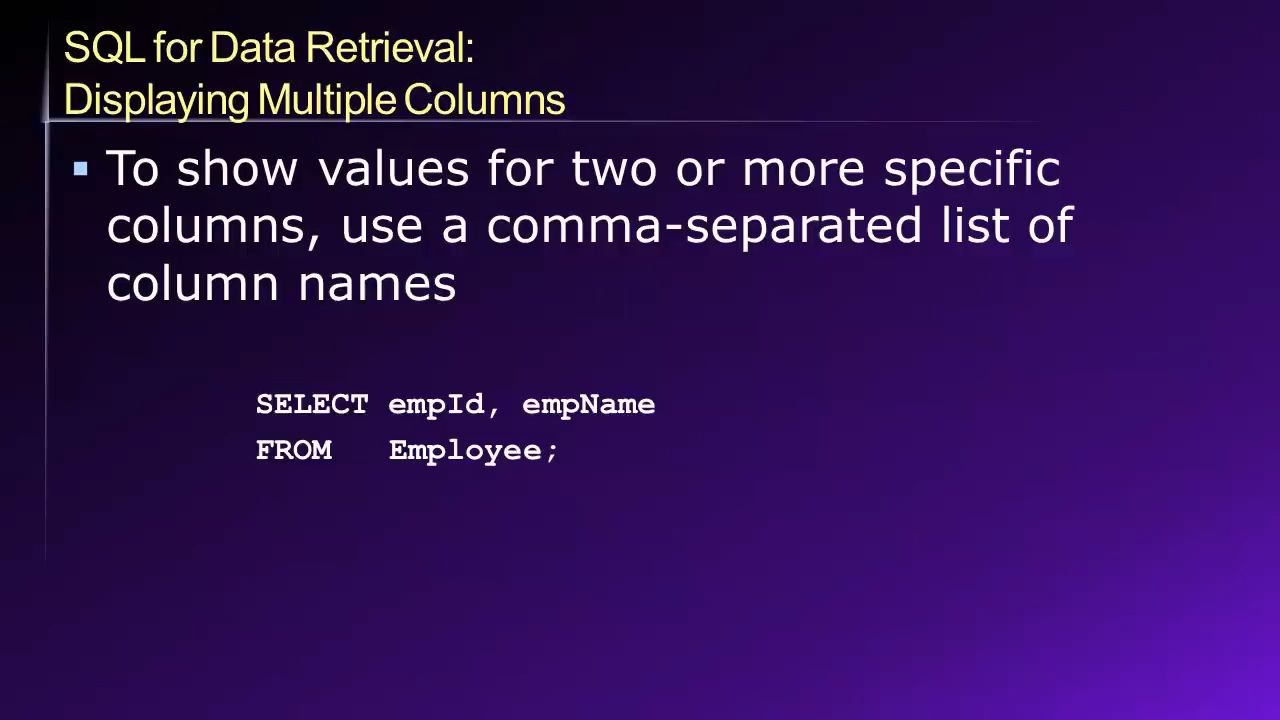 SQL for Data Retrieval:
Displaying Multiple Columns
▪ To show values for two or more specific
columns, use a comma-separated list of
column names
SELECT empId, empName
FROM   Employee;